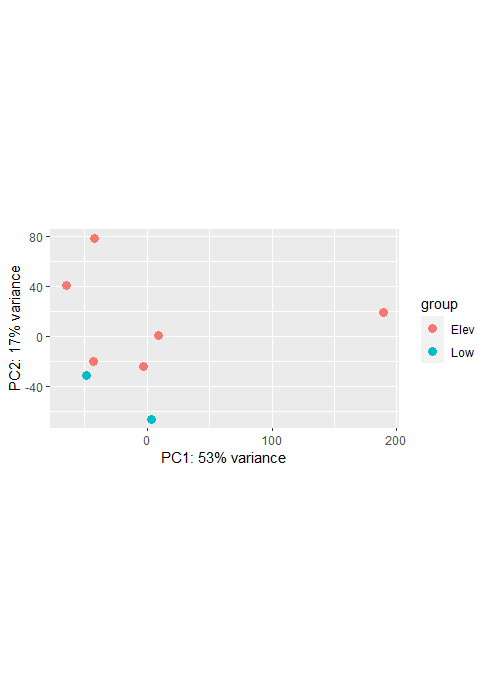 80
40
0
-40
PC2: 17% variance
0
100
200
PC1: 53% variance
group
Elev
Low